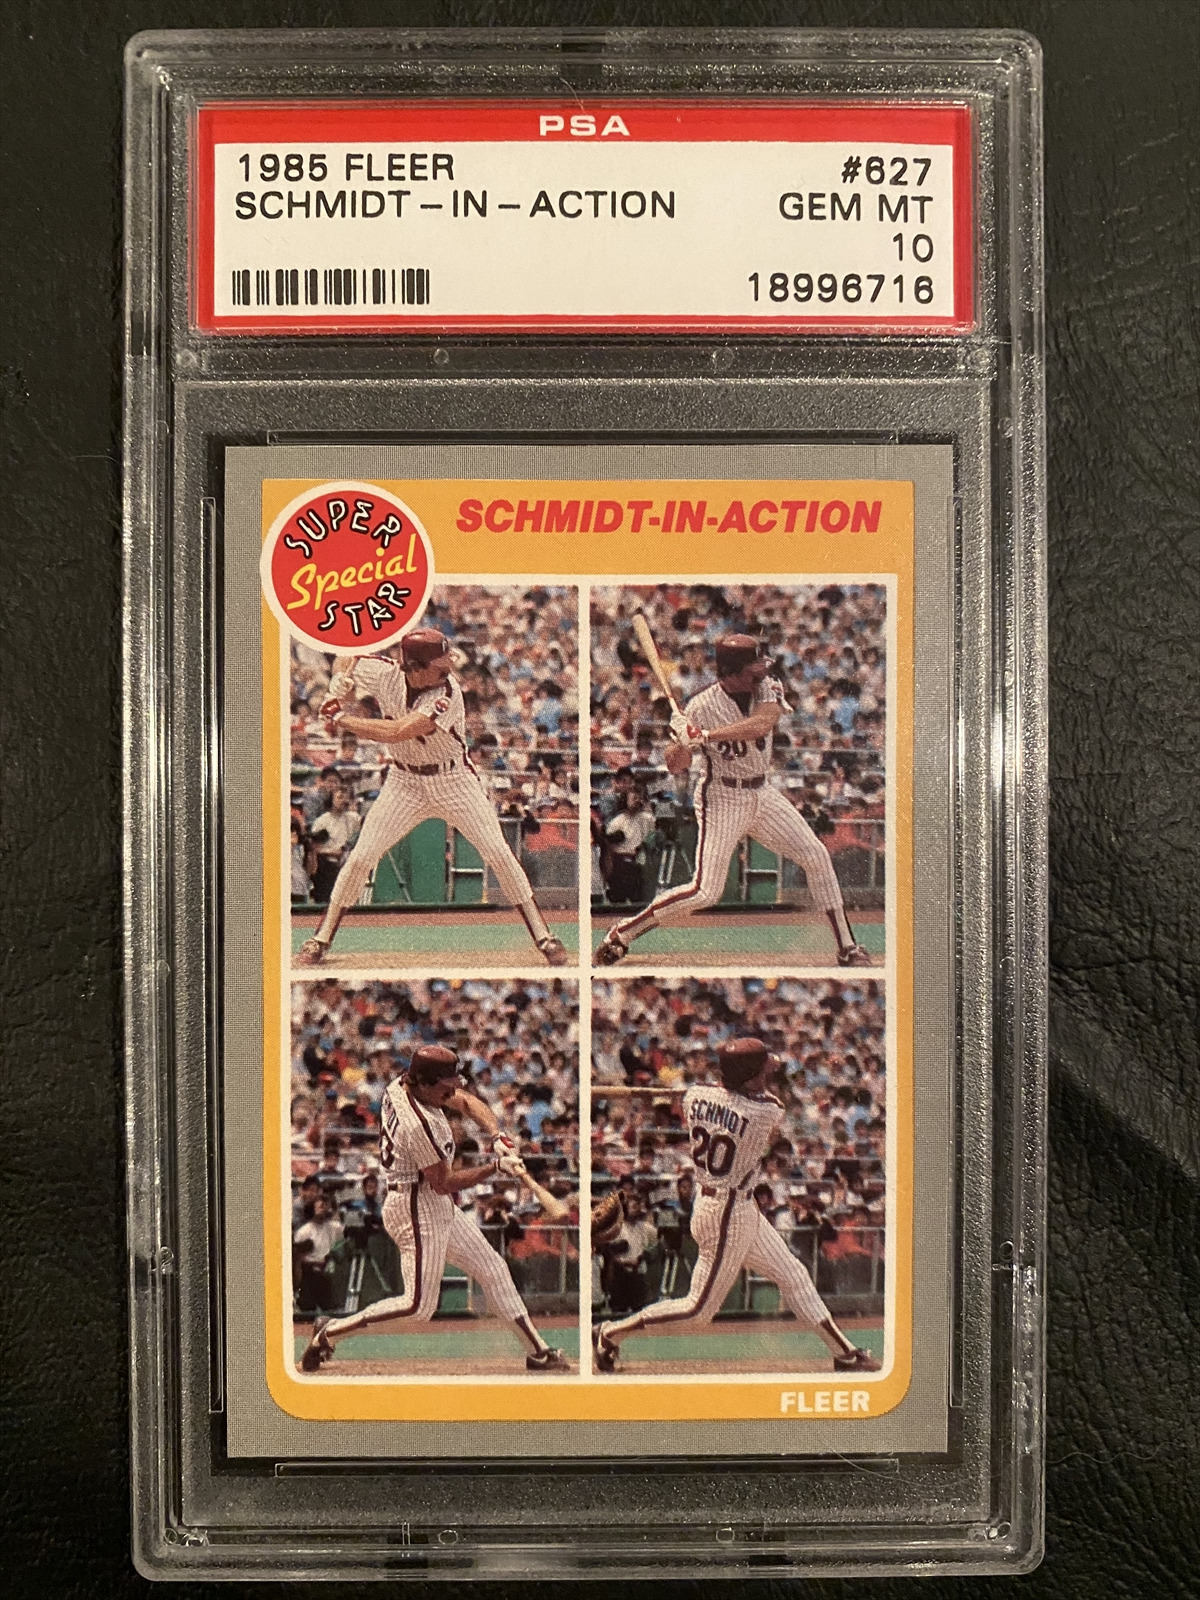 PSA
1985 FLEER #627
SCHMIDT-IN-ACTION GEM MT
10
18996716
SUPER
Special
STAR
SCHMIDT-IN-ACTION
20
SCHMIDT
20
FLEER